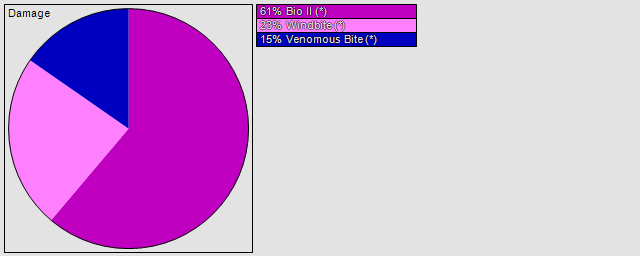 Damage
61% Bio II (*)
23% Windbite (*)
15% Venomous Bite (*)